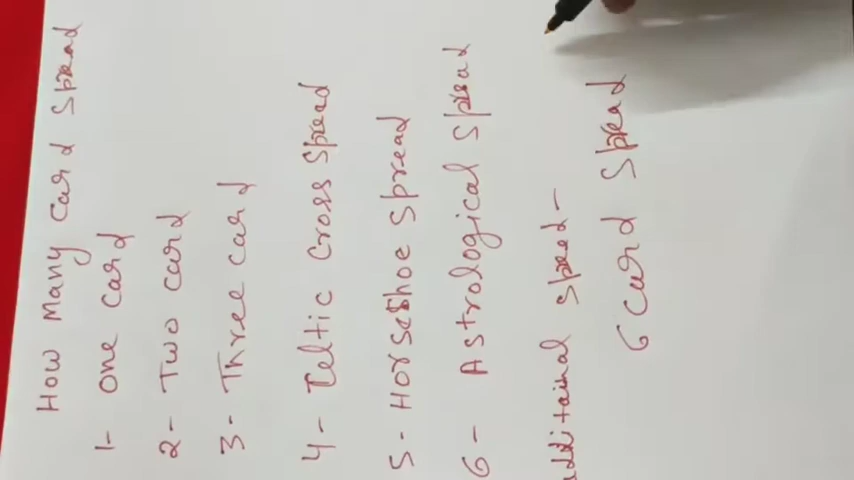 How Many Card Spread
1- one card
2- Two card
3- Three card
4- Celtic Cross Spread
5- Horseshoe Spread
6- Astrological Spread
additainal Spread-
6 Card Spread